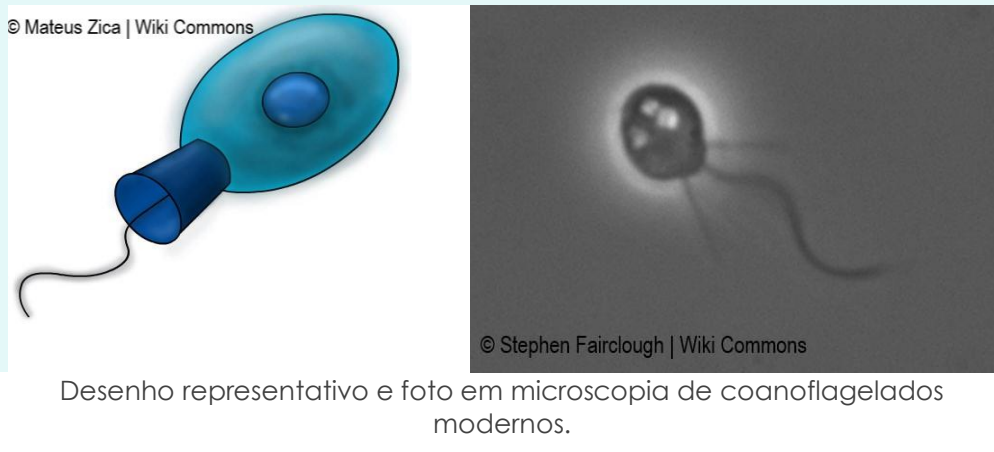 © Mateus Zica | Wiki Commons
© Stephen Fairclough | Wiki Commons
Desenho representativo e foto em microscopia de coanoflagelados
modernos.